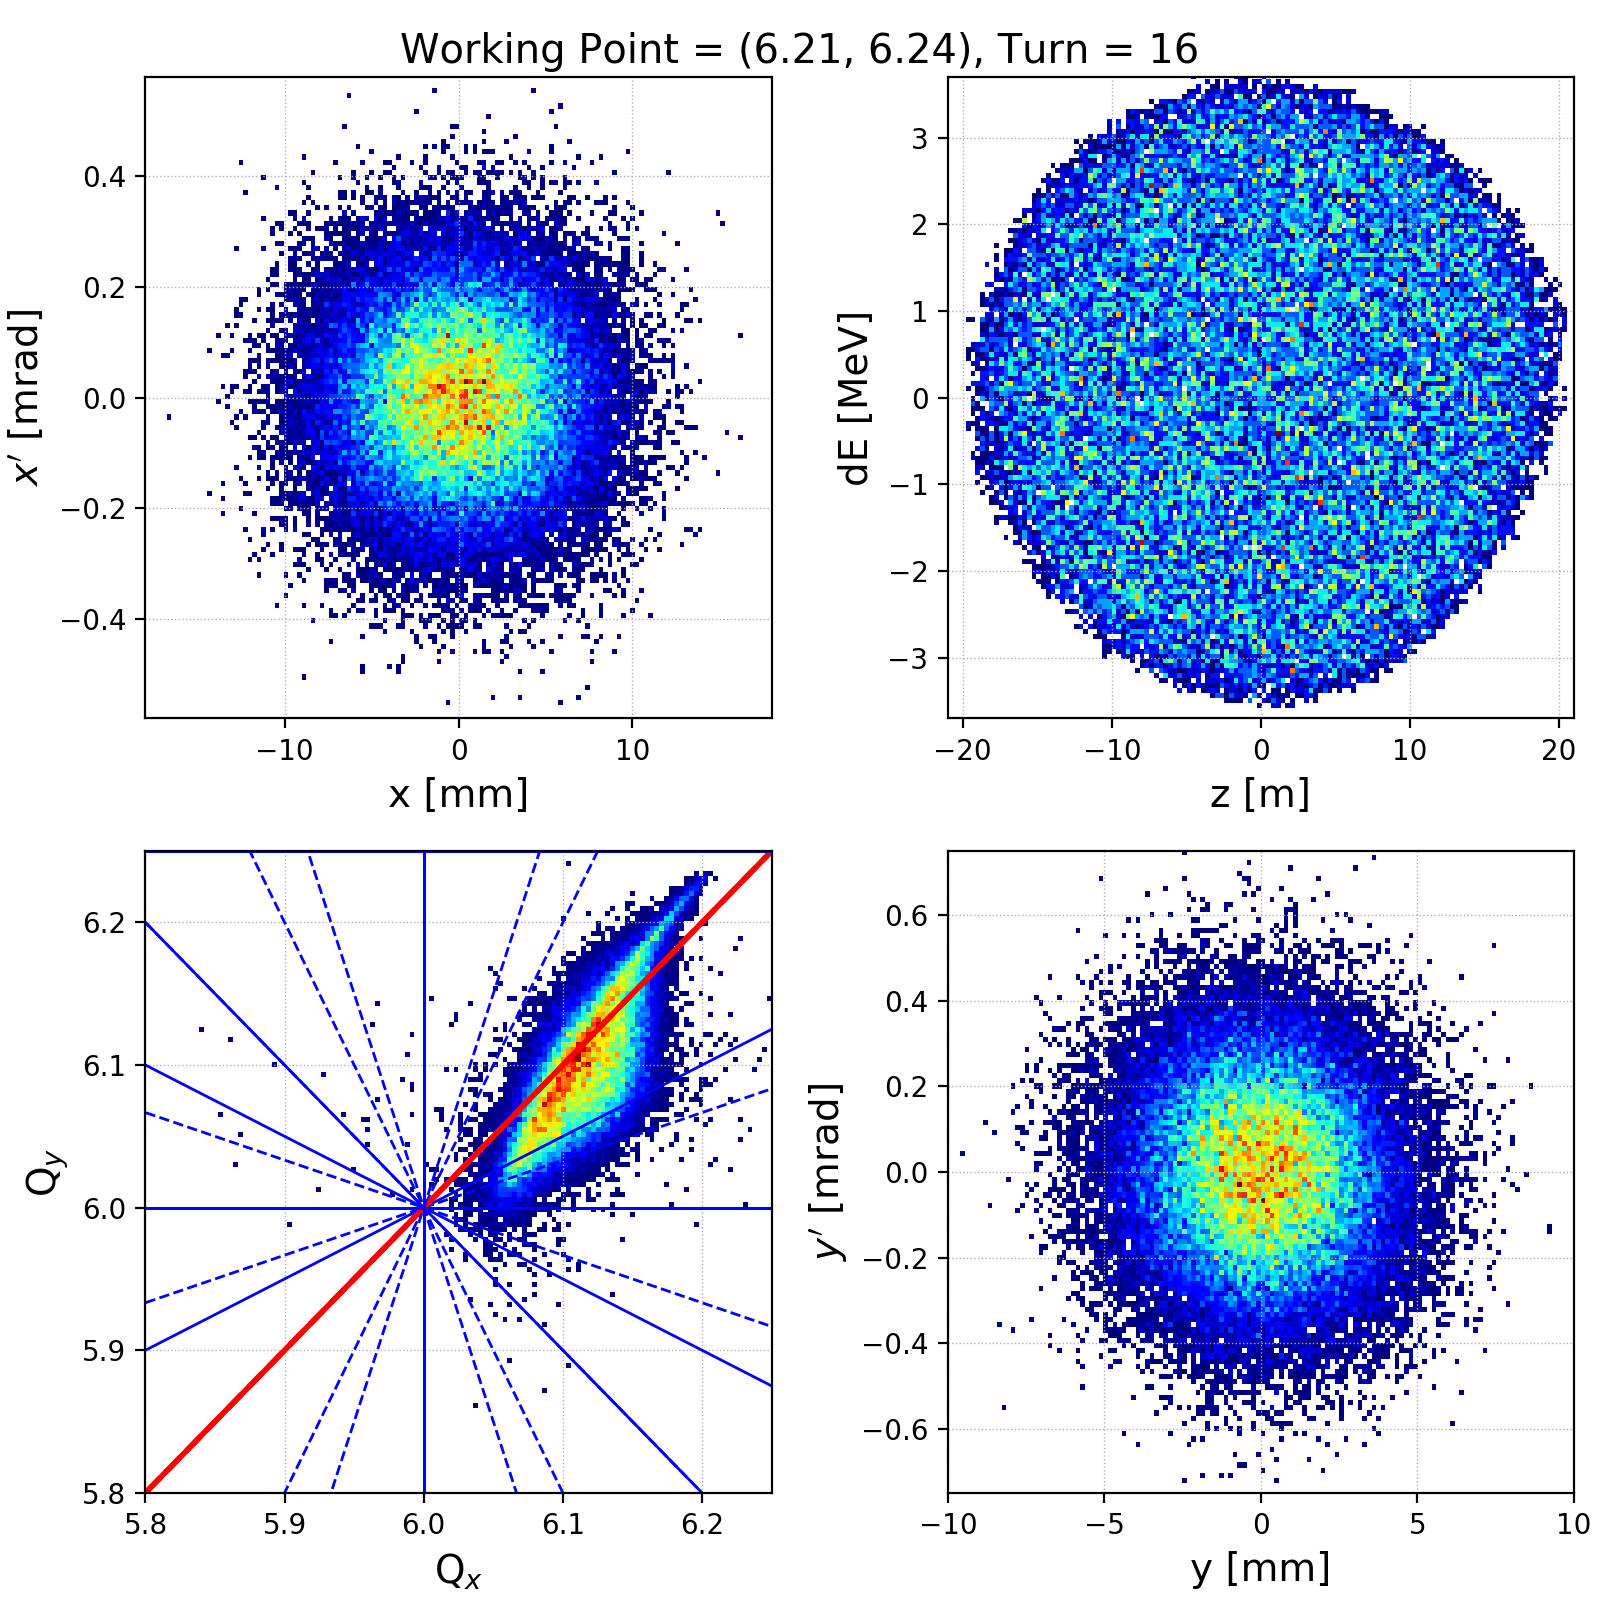 Working Point = (6.21, 6.24), Turn = 16
0.4
0.2
0.0
−0.2
−0.4
x′ [mrad]
−10 0 10
x [mm]
3
2
1
0
−1
−2
−3
dE [MeV]
−20 −10 0 10 20
z [m]
6.2
6.1
6.0
5.9
5.8
Qy
5.8 5.9 6.0 6.1 6.2
Qx
0.6
0.4
0.2
0.0
−0.2
−0.4
−0.6
y′ [mrad]
−10 −5 0 5 10
y [mm]